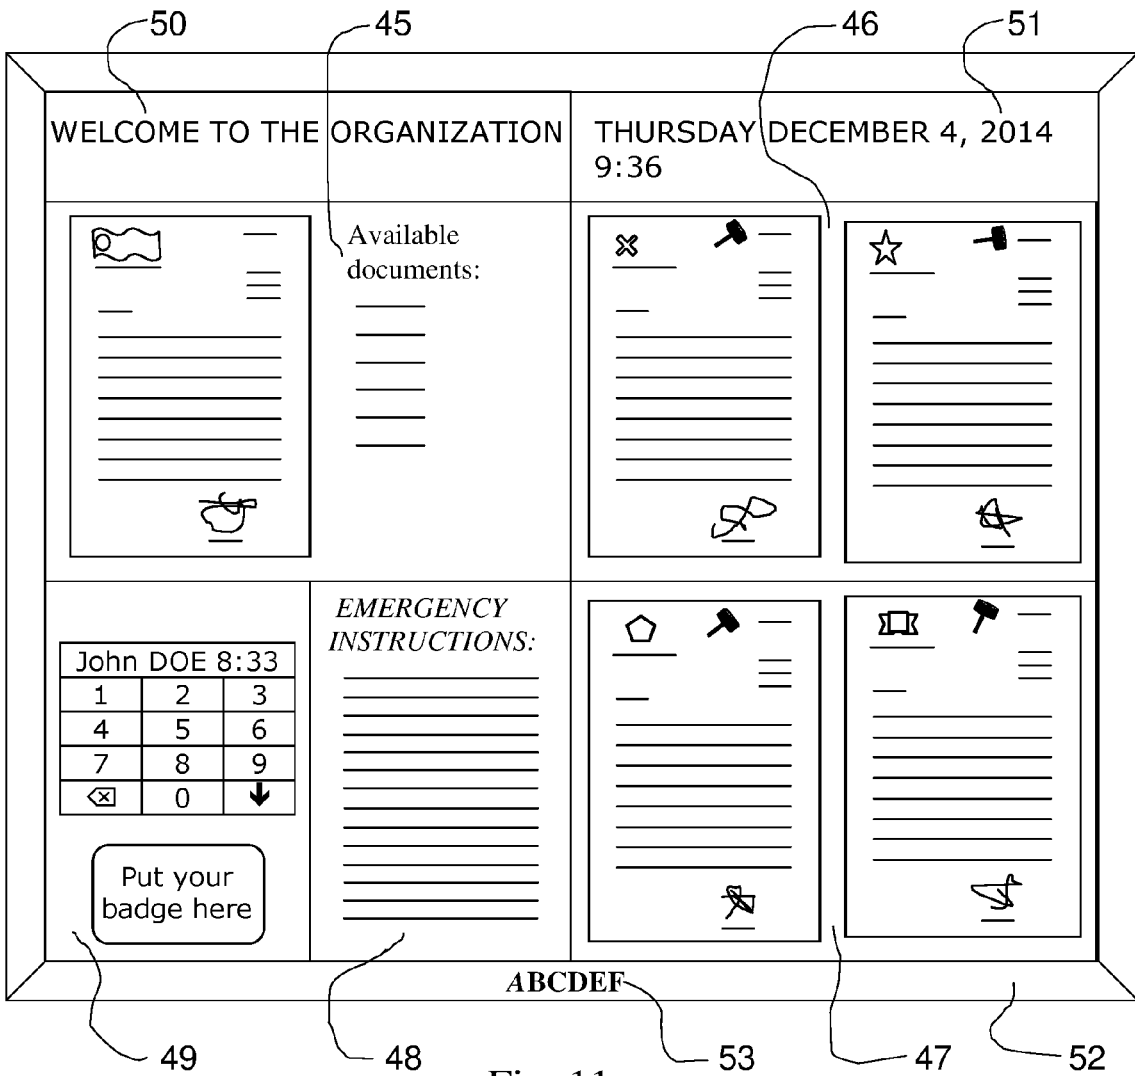 50 45 46 51
WELCOME TO THE ORGANIZATION
THURSDAY DECEMBER 4, 2014
9:36
Available
documents:
EMERGENCY
INSTRUCTIONS:
John DOE 8:33
1 2 3
4 5 6
7 8 9
0
Put your
badge here
ABCDEF
49 48 53 47 52
Fig. 11